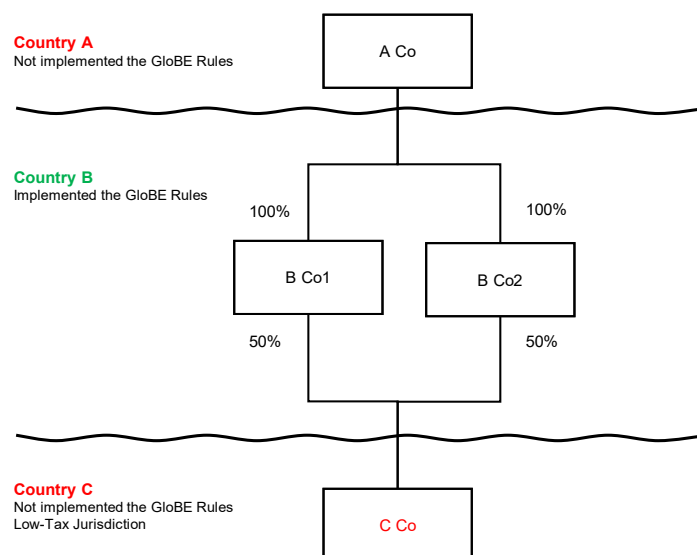 Country A
Not implemented the GloBE Rules
A Co
Country B
Implemented the GloBE Rules
100%
100%
B Co1
B Co2
50%
50%
Country C
Not implemented the GloBE Rules
Low-Tax Jurisdiction
C Co